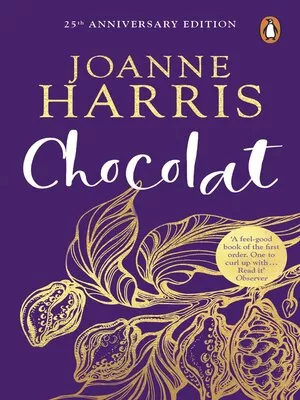 25th ANNIVERSARY EDITION
JOANNE
HARRIS
Chocolat
'A feel-good
book of the first
order. One to
curl up with...
Read it'
Observer